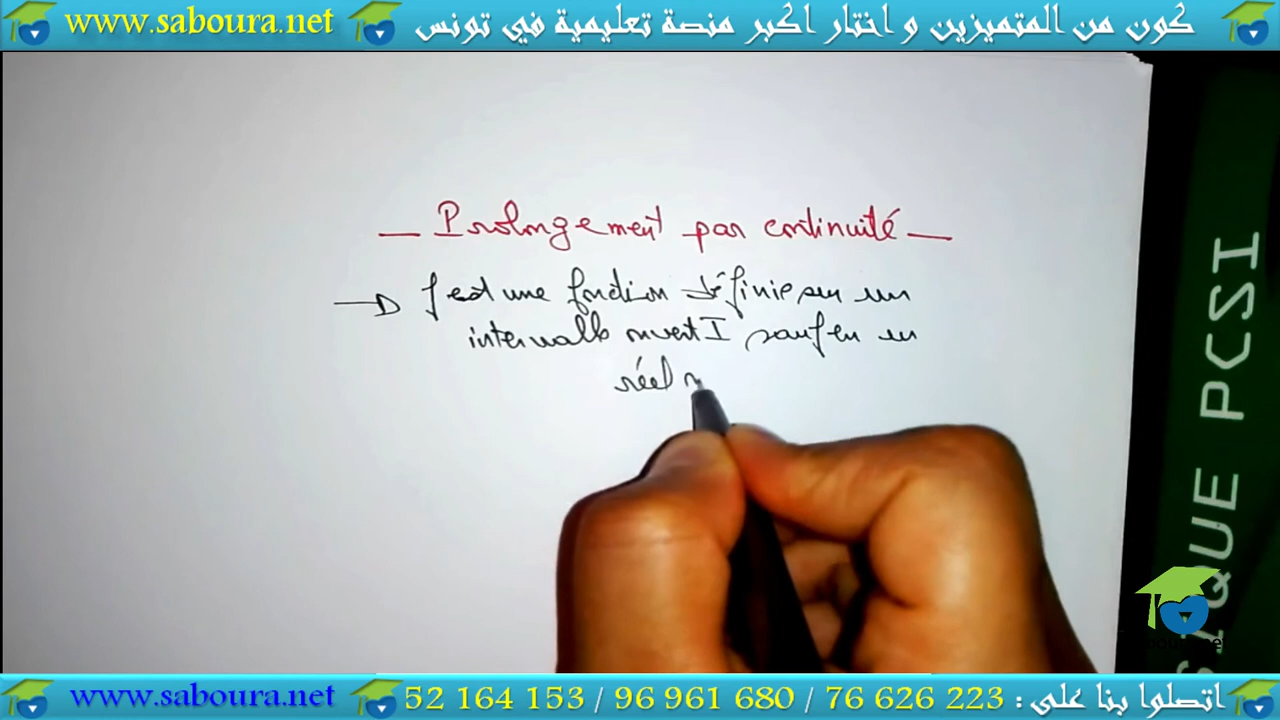 www.saboura.net كون من المتميزين و اختار اكبر منصة تعليمية في تونس
_ Prolongement par continuité _
→ f est une fonction définie sur un
intervalle ouvert I sauf en un
réel
SIQUE PCSI
www.saboura.net 52 164 153 / 96 961 680 / 76 626 223 : اتصلوا بنا على